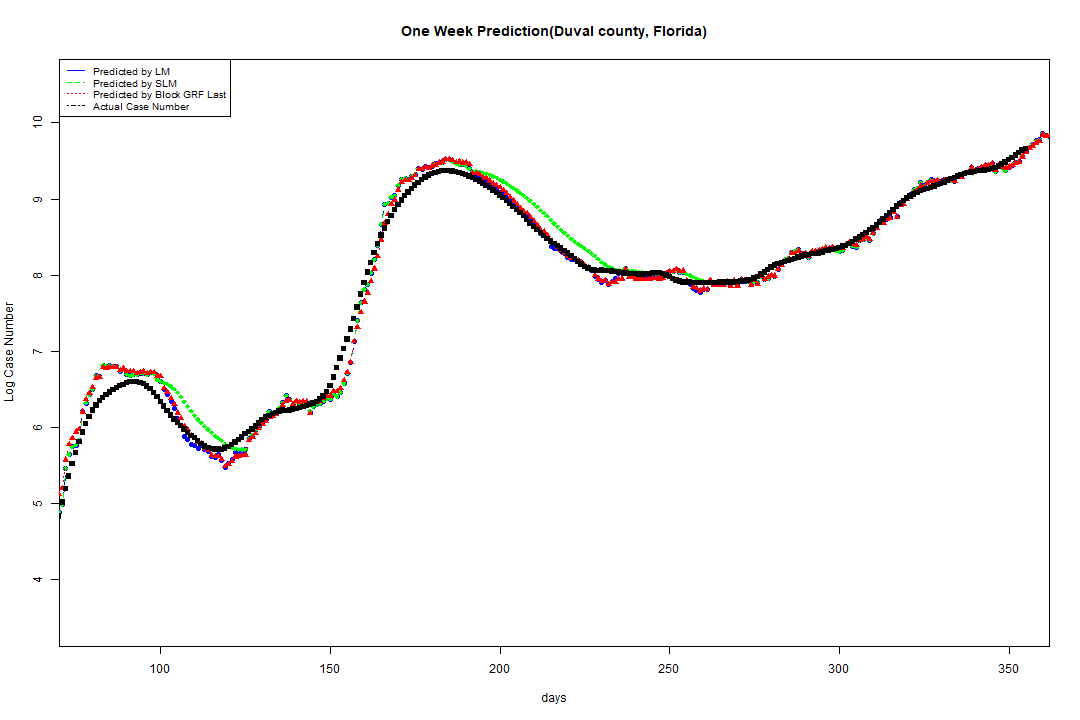 One Week Prediction(Duval county, Florida)
Predicted by LM
Predicted by SLM
Predicted by Block GRF Last
Actual Case Number
10
9
8
7
6
5
4
Log Case Number
100 150 200 250 300 350
days